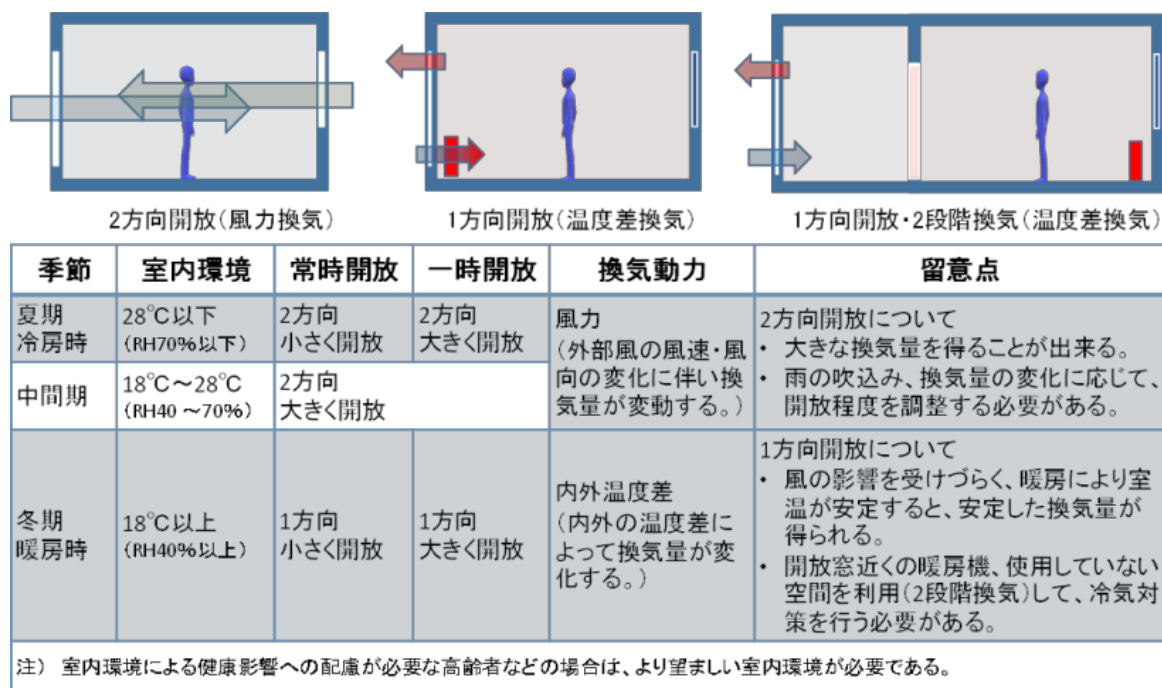 2方向開放(風力換気)
1方向開放(温度差換気)
1方向開放・2段階換気(温度差換気)
季節
室内環境
常時開放
一時開放
換気動力
留意点
夏期
冷房時
28℃以下
(RH70%以下)
2方向
小さく開放
2方向
大きく開放
風力
(外部風の風速・風
向の変化に伴い換
気量が変動する。)
2方向開放について
・ 大きな換気量を得ることが出来る。
・ 雨の吹込み、換気量の変化に応じて、
開放程度を調整する必要がある。
中間期
18℃～28℃
(RH40 ～70%)
2方向
大きく開放
冬期
暖房時
18℃以上
(RH40%以上)
1方向
小さく開放
1方向
大きく開放
内外温度差
(内外の温度差に
よって換気量が変
化する。)
1方向開放について
・ 風の影響を受けづらく、暖房により室
温が安定すると、安定した換気量が
得られる。
・ 開放窓近くの暖房機、使用していない
空間を利用(2段階換気)して、冷気対
策を行う必要がある。
注) 室内環境による健康影響への配慮が必要な高齢者などの場合は、より望ましい室内環境が必要である。